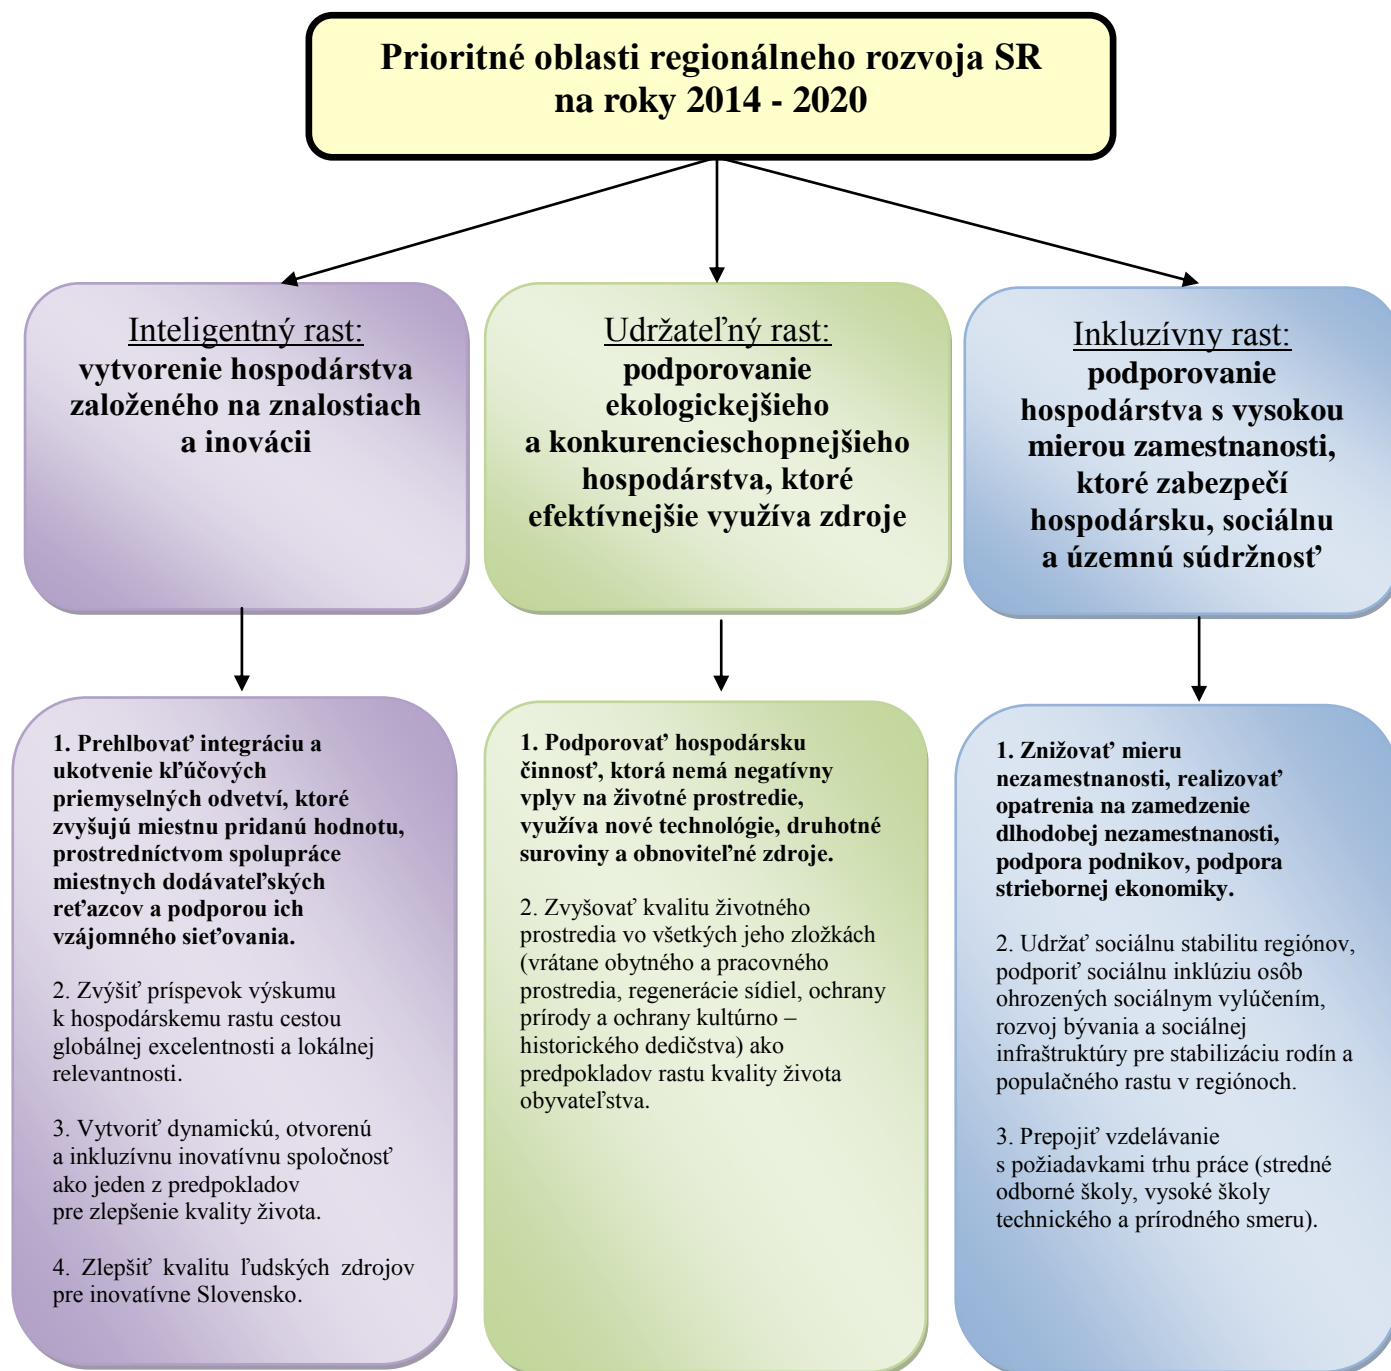 Prioritné oblasti regionálneho rozvoja SR
na roky 2014 - 2020
Inteligentný rast:
vytvorenie hospodárstva
založeného na znalostiach
a inovácii
Udržateľný rast:
podporovanie
ekologickejšieho
a konkurencieschopnejšieho
hospodárstva, ktoré
efektívnejšie využíva zdroje
Inkluzívny rast:
podporovanie
hospodárstva s vysokou
mierou zamestnanosti,
ktoré zabezpečí
hospodársku, sociálnu
a územnú súdržnosť
1. Prehlbovať integráciu a
ukotvenie kľúčových
priemyselných odvetví, ktoré
zvyšujú miestnu pridanú hodnotu,
prostredníctvom spolupráce
miestnych dodávateľských
reťazcov a podporou ich
vzájomného sieťovania.
2. Zvýšiť príspevok výskumu
k hospodárskemu rastu cestou
globálnej excelentnosti a lokálnej
relevantnosti.
3. Vytvoriť dynamickú, otvorenú
a inkluzívnu inovatívnu spoločnosť
ako jeden z predpokladov
pre zlepšenie kvality života.
4. Zlepšiť kvalitu ľudských zdrojov
pre inovatívne Slovensko.
1. Podporovať hospodársku
činnosť, ktorá nemá negatívny
vplyv na životné prostredie,
využíva nové technológie, druhotné
suroviny a obnoviteľné zdroje.
2. Zvyšovať kvalitu životného
prostredia vo všetkých jeho zložkách
(vrátane obytného a pracovného
prostredia, regenerácie sídiel, ochrany
prírody a ochrany kultúrno –
historického dedičstva) ako
predpokladov rastu kvality života
obyvateľstva.
1. Znižovať mieru
nezamestnanosti, realizovať
opatrenia na zamedzenie
dlhodobej nezamestnanosti,
podpora podnikov, podpora
striebornej ekonomiky.
2. Udržať sociálnu stabilitu regiónov,
podporiť sociálnu inklúziu osôb
ohrozených sociálnym vylúčením,
rozvoj bývania a sociálnej
infraštruktúry pre stabilizáciu rodín a
populačného rastu v regiónoch.
3. Prepojiť vzdelávanie
s požiadavkami trhu práce (stredné
odborné školy, vysoké školy
technického a prírodného smeru).